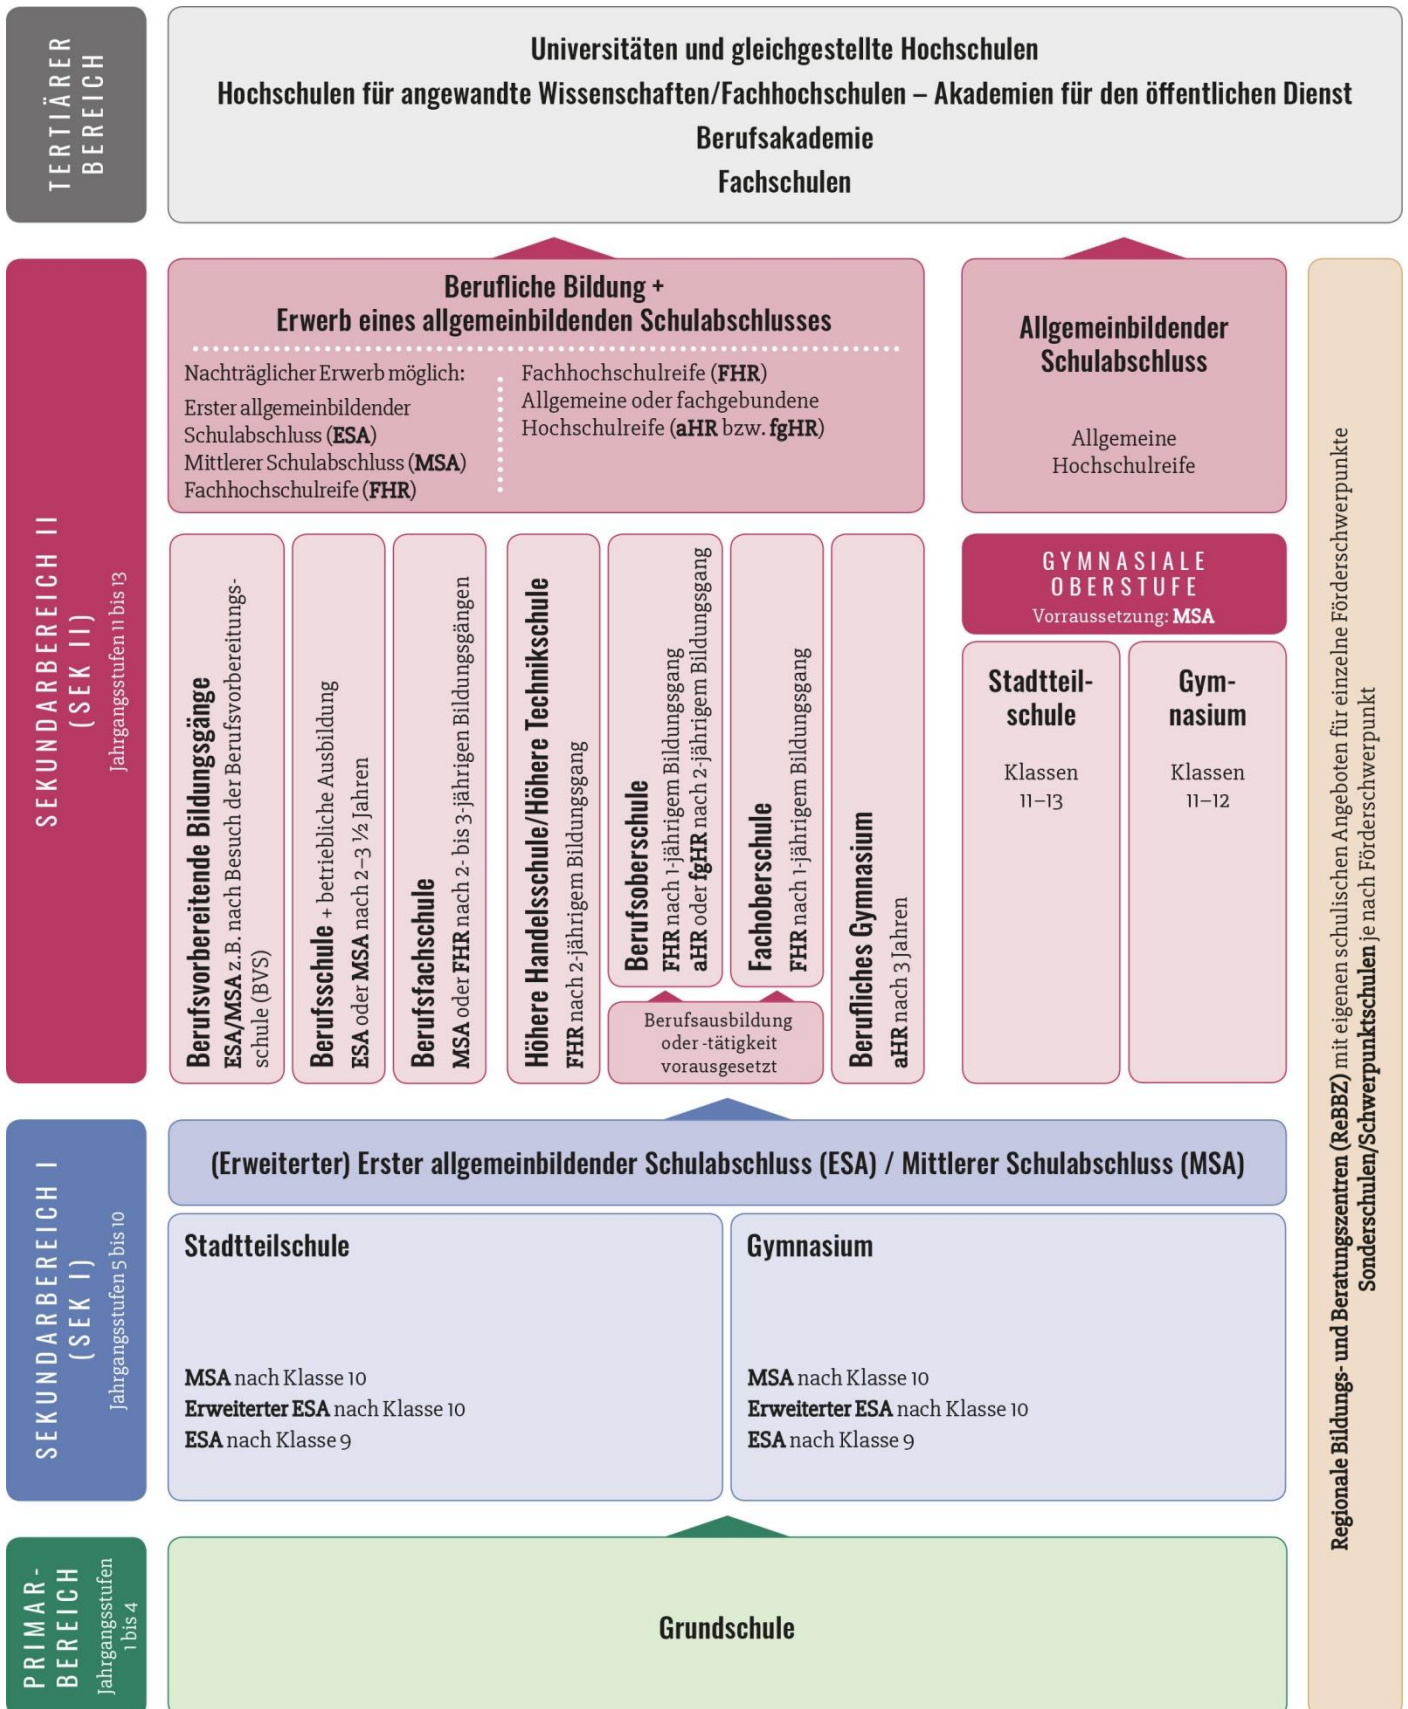 TERTIÄRER
BEREICH
Universitäten und gleichgestellte Hochschulen
Hochschulen für angewandte Wissenschaften/Fachhochschulen – Akademien für den öffentlichen Dienst
Berufsakademie
Fachschulen
SEKUNDARBEREICH II
(SEK II)
Jahrgangsstufen 11 bis 13
Berufliche Bildung +
Erwerb eines allgemeinbildenden Schulabschlusses
Nachträglicher Erwerb möglich:
Erster allgemeinbildender
Schulabschluss (ESA)
Mittlerer Schulabschluss (MSA)
Fachhochschulreife (FHR)
Fachhochschulreife (FHR)
Allgemeine oder fachgebundene
Hochschulreife (aHR bzw. fgHR)
Allgemeinbildender
Schulabschluss
Allgemeine
Hochschulreife
Berufsvorbereitende Bildungsgänge
ESA/MSA z.B. nach Besuch der Berufsvorbereitungs-
schule (BVS)
Berufsschule + betriebliche Ausbildung
ESA oder MSA nach 2–3 ½ Jahren
Berufsfachschule
MSA oder FHR nach 2- bis 3-jährigen Bildungsgängen
Höhere Handelsschule/Höhere Technikschule
FHR nach 2-jährigem Bildungsgang
Berufsoberschule
FHR nach 1-jährigem Bildungsgang
aHR oder fgHR nach 2-jährigem Bildungsgang
Fachoberschule
FHR nach 1-jährigem Bildungsgang
Berufsausbildung
oder -tätigkeit
vorausgesetzt
Berufliches Gymnasium
aHR nach 3 Jahren
GYMNASIALE
OBERSTUFE
Vorraussetzung: MSA
Stadtteil-
schule
Klassen
11–13
Gym-
nasium
Klassen
11–12
Regionale Bildungs- und Beratungszentren (ReBBZ) mit eigenen schulischen Angeboten für einzelne Förderschwerpunkte
Sonderschulen/Schwerpunktschulen je nach Förderschwerpunkt
SEKUNDARBEREICH I
(SEK I)
Jahrgangsstufen 5 bis 10
(Erweiterter) Erster allgemeinbildender Schulabschluss (ESA) / Mittlerer Schulabschluss (MSA)
Stadtteilschule
MSA nach Klasse 10
Erweiterter ESA nach Klasse 10
ESA nach Klasse 9
Gymnasium
MSA nach Klasse 10
Erweiterter ESA nach Klasse 10
ESA nach Klasse 9
PRIMAR-
BEREICH
Jahrgangsstufen
1 bis 4
Grundschule